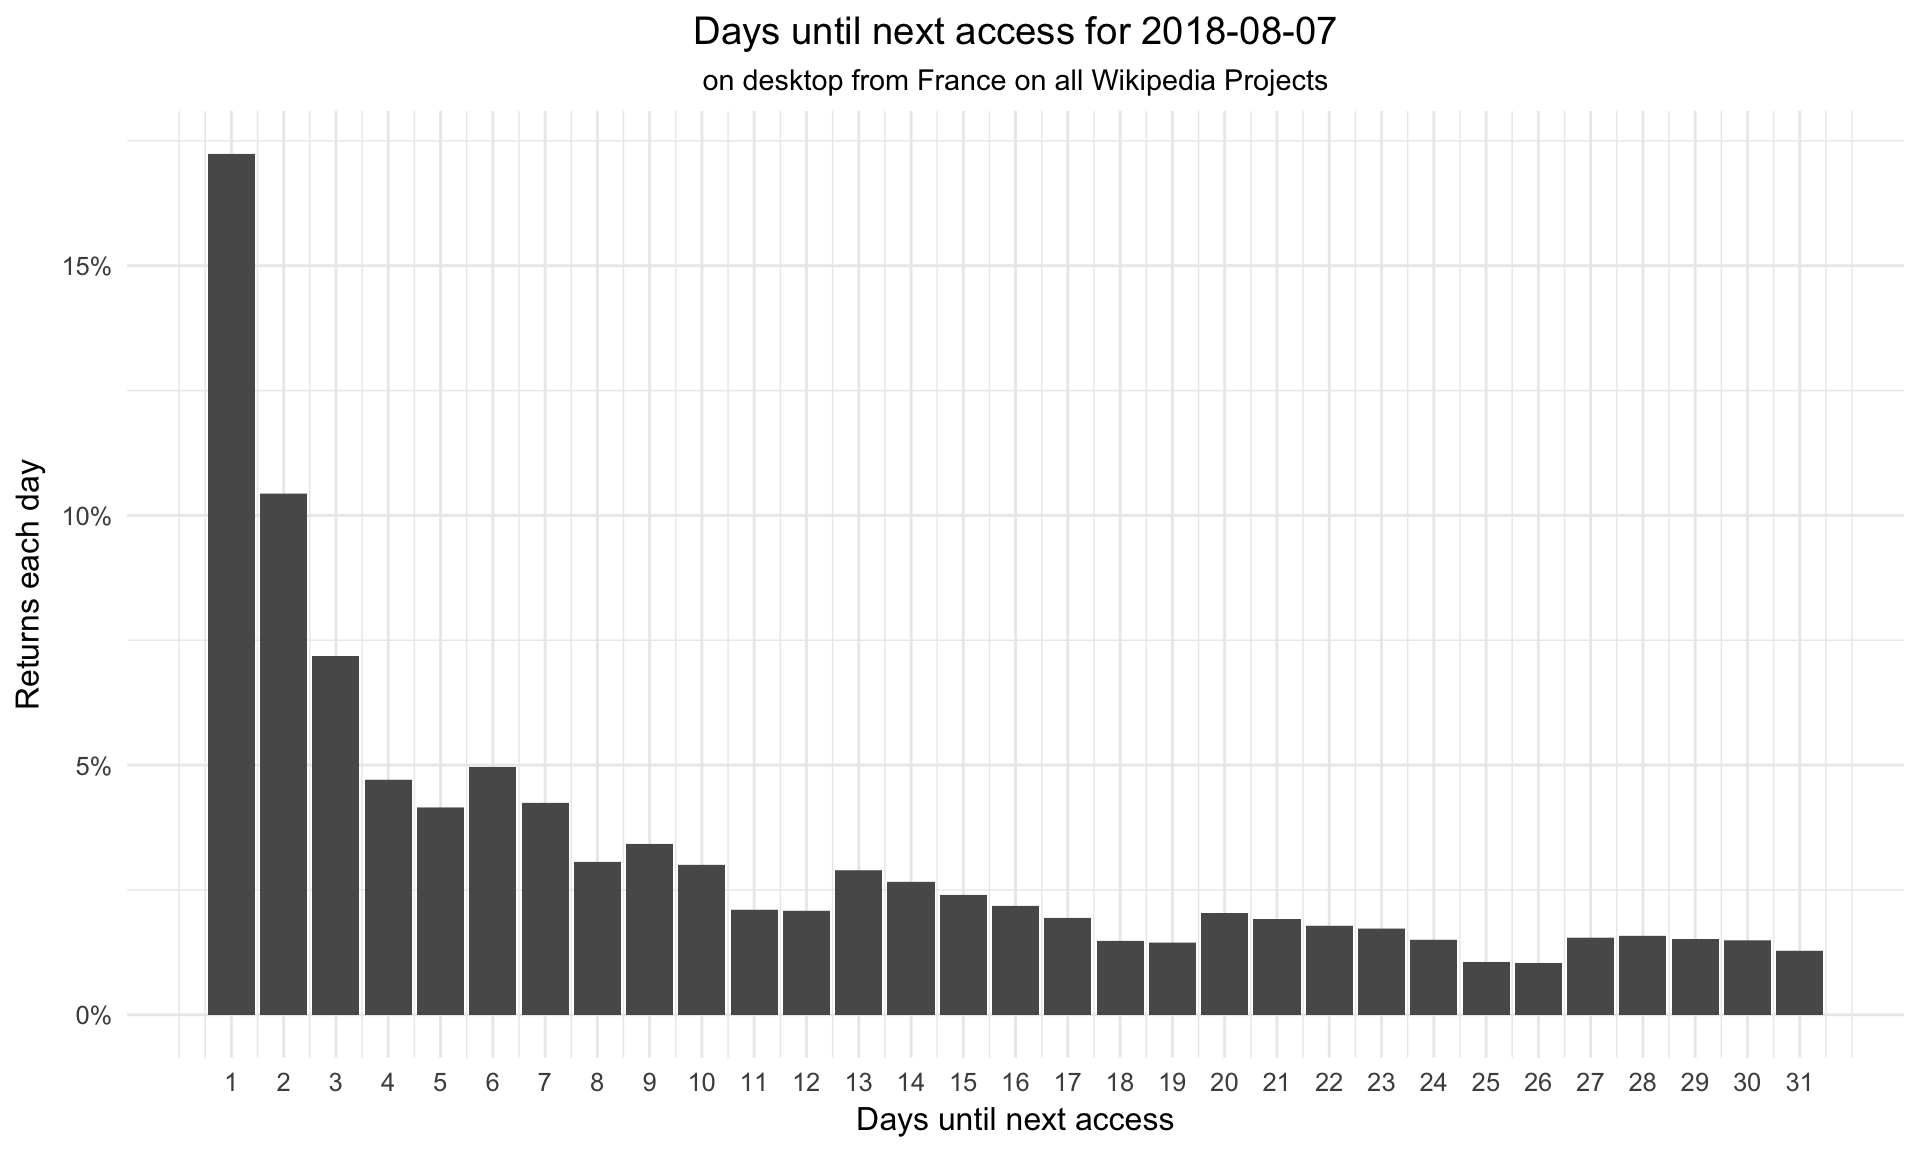 Days until next access for 2018-08-07
on desktop from France on all Wikipedia Projects
Returns each day
15%
10%
5%
0%
1 2 3 4 5 6 7 8 9 10 11 12 13 14 15 16 17 18 19 20 21 22 23 24 25 26 27 28 29 30 31
Days until next access